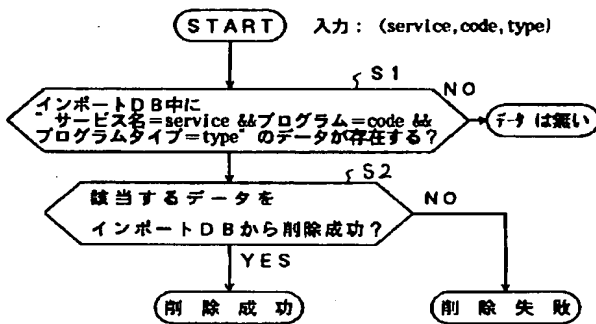 START 入力：（service,code,type）
S1
NO
インポートDB中に
"サービス名＝service &&プログラム＝code &&
プログラムタイプ＝type"のデータが存在する？
データは無い
S2
該当するデータを
インポートDBから削除成功？
NO
YES
削除成功
削除失敗